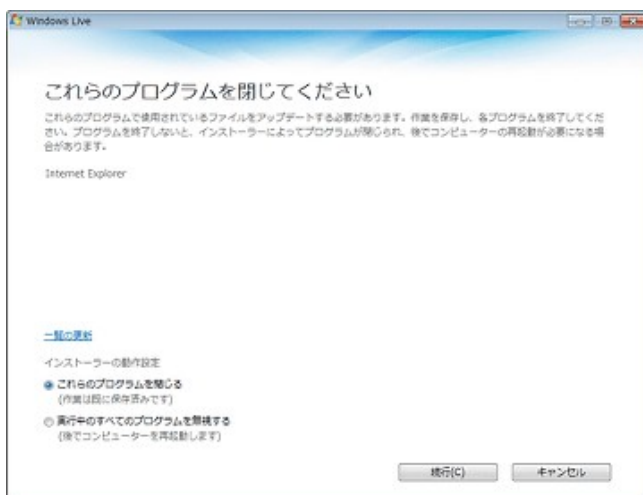 Windows Live
これらのプログラムを閉じてください
これらのプログラムで使用されているファイルをアップデートする必要があります。作業を保存し、各プログラムを終了してくだ
さい。プログラムを終了しないと、インストーラーによってプログラムが閉じられ、後でコンピューターの再起動が必要になる場
合があります。
Internet Explorer
一覧の更新
インストーラーの動作設定
これらのプログラムを閉じる
(作業は既に保存済みです)
実行中のすべてのプログラムを無視する
(後でコンピューターを再起動します)
続行(C)
キャンセル